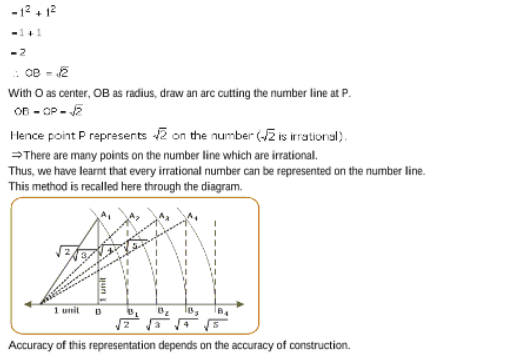 = 1² + 1²
= 1 + 1
= 2
∴ OB = √2
With O as center, OB as radius, draw an arc cutting the number line at P.
OB = OP = √2
Hence point P represents √2 on the number (√2 is irrational).
⇒There are many points on the number line which are irrational.
Thus, we have learnt that every irrational number can be represented on the number line.
This method is recalled here through the diagram.
A₁ A₂ A₃ A₄
√2 √3 √4 √5
1 unit
1 unit B B₁ B₂ B₃ B₄
√2 √3 √4 √5
Accuracy of this representation depends on the accuracy of construction.